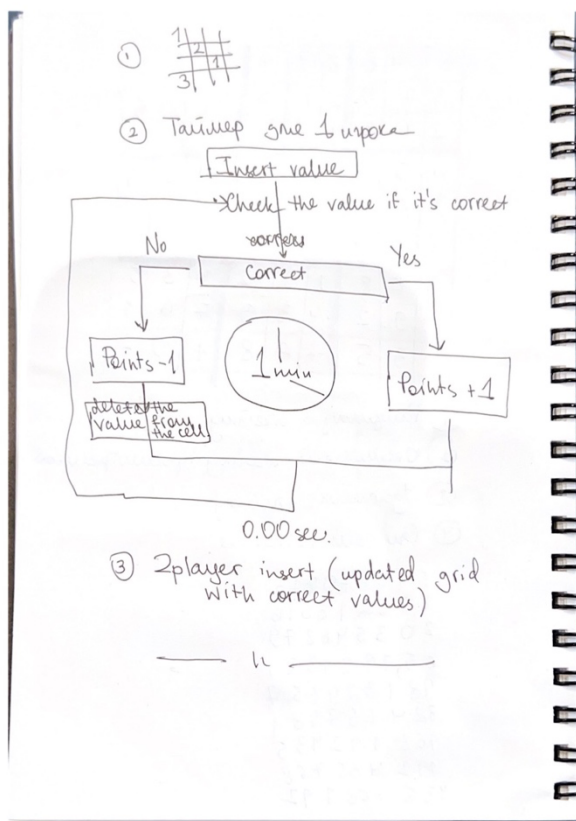 ①
1
2
1
3
② Таймер для 1 игрока
Insert value
Check the value if it's correct
No
Yes
Correct
Points -1
1 min
Points +1
delete the
value from
the cell
0.00 sec.
③ 2player insert (updated grid
with correct values)
—— 11 ——